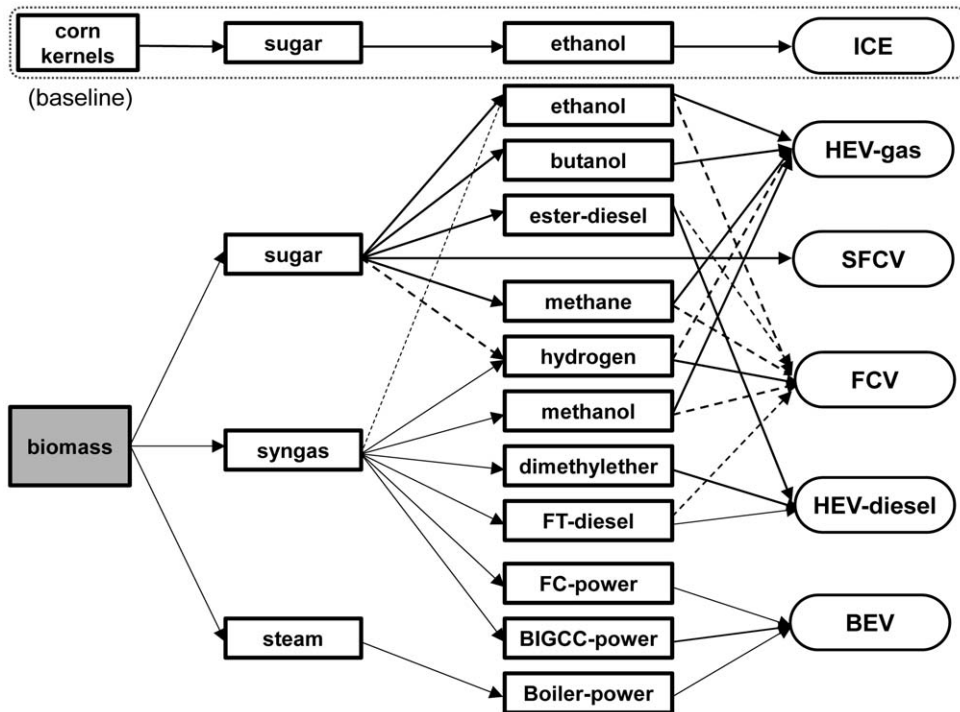 corn
kernels
sugar
ethanol
ICE
(baseline)
ethanol
HEV-gas
butanol
ester-diesel
sugar
SFCV
methane
hydrogen
FCV
methanol
biomass
syngas
dimethylether
HEV-diesel
FT-diesel
FC-power
BEV
steam
BIGCC-power
Boiler-power